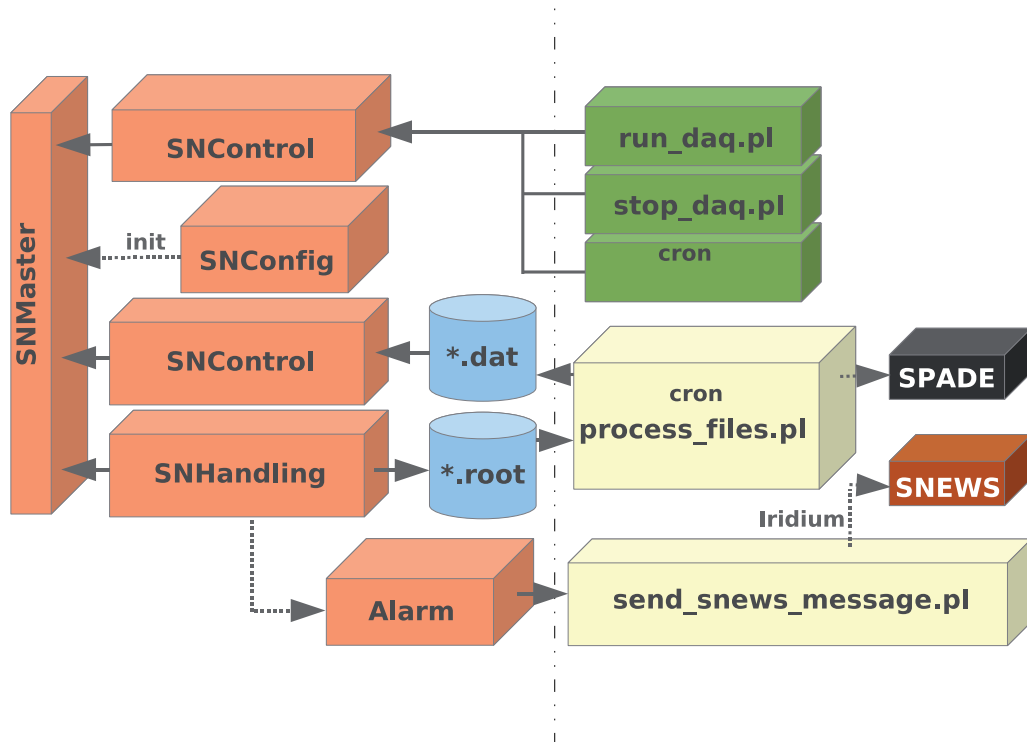 SNMaster
SNControl
run_daq.pl
stop_daq.pl
cron
init
SNConfig
SNControl
*.dat
cron
process_files.pl
SPADE
SNHandling
*.root
SNEWS
Iridium
Alarm
send_snews_message.pl